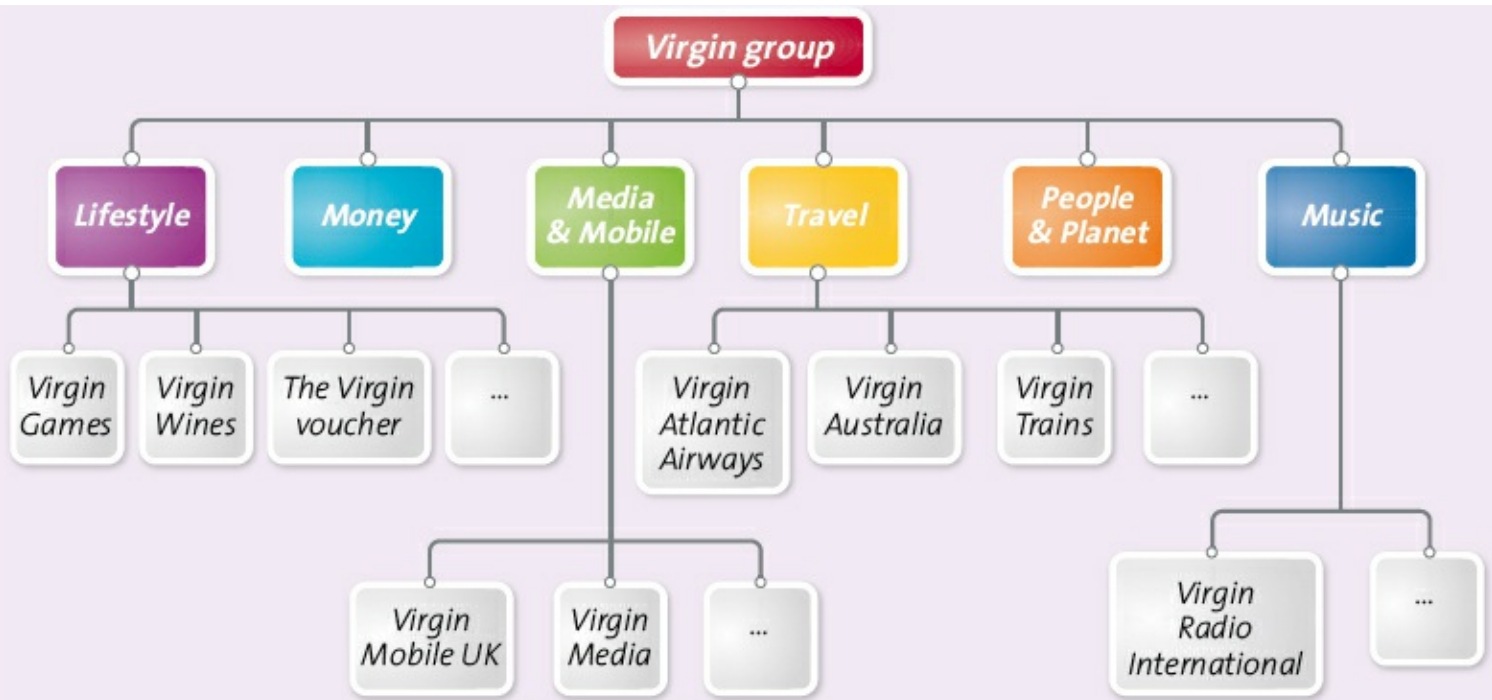 Virgin group
Lifestyle
Money
Media
& Mobile
Travel
People
& Planet
Music
Virgin
Games
Virgin
Wines
The Virgin
voucher
...
Virgin
Atlantic
Airways
Virgin
Australia
Virgin
Trains
...
Virgin
Mobile UK
Virgin
Media
...
Virgin
Radio
International
...